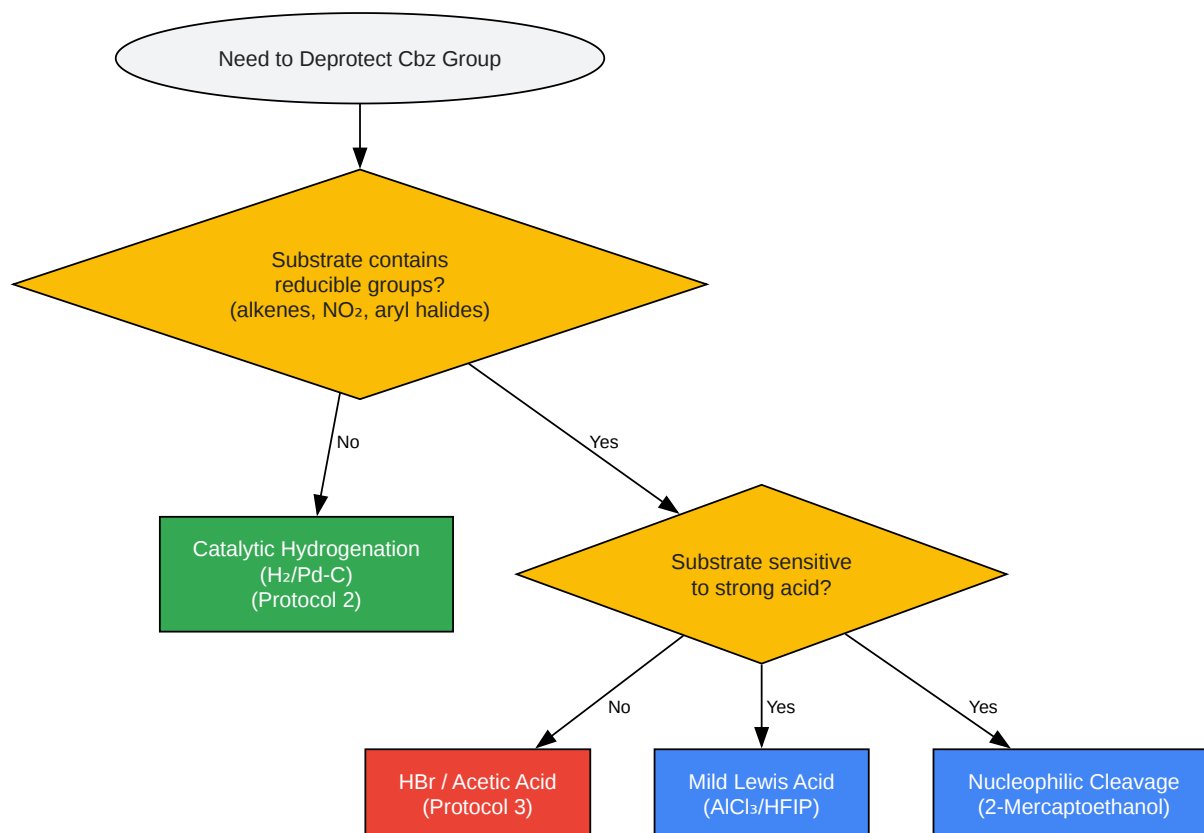 Need to Deprotect Cbz Group
Substrate contains
reducible groups?
(alkenes, NO₂, aryl halides)
No
Yes
Catalytic Hydrogenation
(H₂/Pd-C)
(Protocol 2)
Substrate sensitive
to strong acid?
No
Yes
Yes
HBr / Acetic Acid
(Protocol 3)
Mild Lewis Acid
(AlCl₃/HFIP)
Nucleophilic Cleavage
(2-Mercaptoethanol)